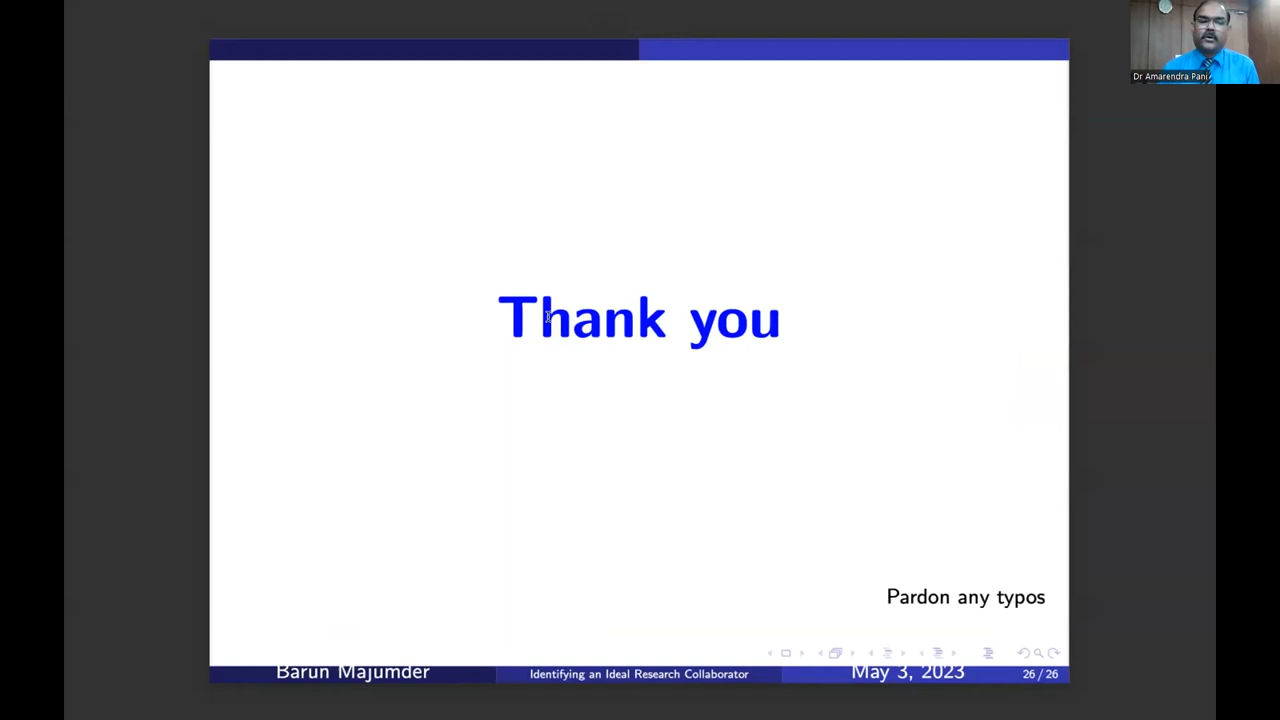 Dr Amarendra Pani
Thank you
Pardon any typos
Barun Majumder
Identifying an Ideal Research Collaborator
May 3, 2023
26 / 26